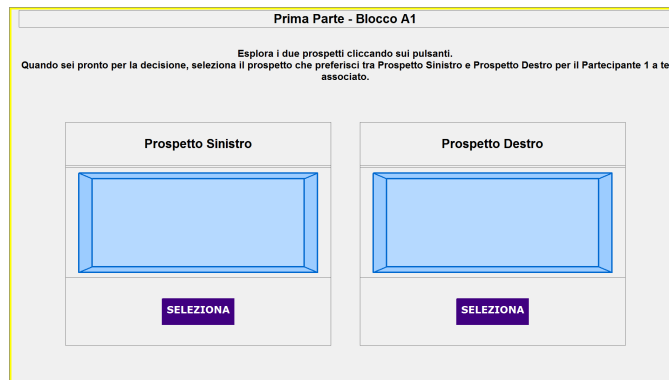 Prima Parte - Blocco A1
Esplora i due prospetti cliccando sui pulsanti.
Quando sei pronto per la decisione, seleziona il prospetto che preferisci tra Prospetto Sinistro e Prospetto Destro per il Partecipante 1 a te
associato.
Prospetto Sinistro
Prospetto Destro
SELEZIONA
SELEZIONA